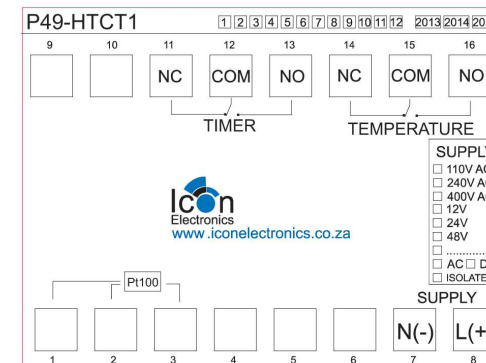 P49-HTCT1 1 2 3 4 5 6 7 8 9 10 11 12 2013 2014 20
9 10 11 12 13 14 15 16
NC COM NO NC COM NO
TIMER TEMPERATURE
SUPPLY
110V A
240V A
400V A
12V
24V
48V
..............
AC D
ISOLATE
Icon
Electronics
www.iconelectronics.co.za
Pt100
SUPPLY
N(-) L(+
1 2 3 4 5 6 7 8